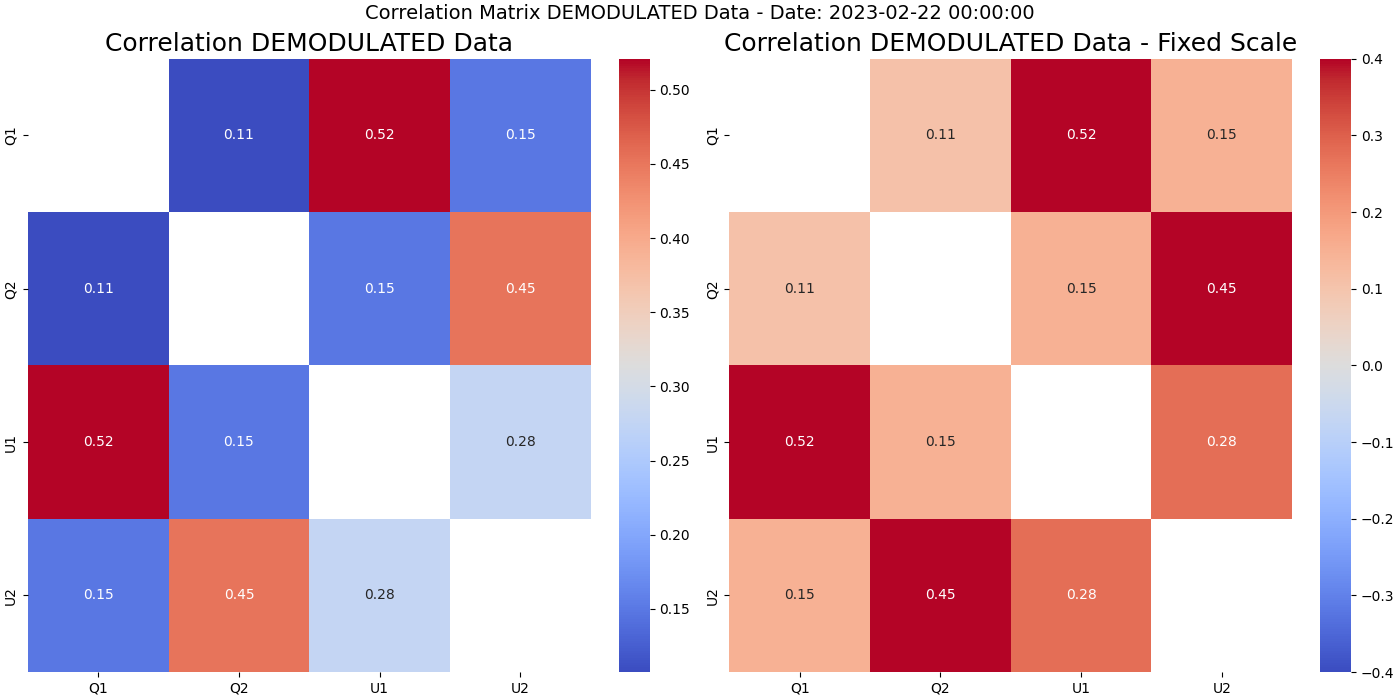 Correlation Matrix DEMODULATED Data - Date: 2023-02-22 00:00:00
Correlation DEMODULATED Data
Q1
0.11
0.52
0.15
Q2
0.11
0.15
0.45
U1
0.52
0.15
0.28
U2
0.15
0.45
0.28
Q1
Q2
U1
U2
0.50
0.45
0.40
0.35
0.30
0.25
0.20
0.15
Correlation DEMODULATED Data - Fixed Scale
Q1
0.11
0.52
0.15
Q2
0.11
0.15
0.45
U1
0.52
0.15
0.28
U2
0.15
0.45
0.28
Q1
Q2
U1
U2
0.4
0.3
0.2
0.1
0.0
−0.1
−0.2
−0.3
−0.4